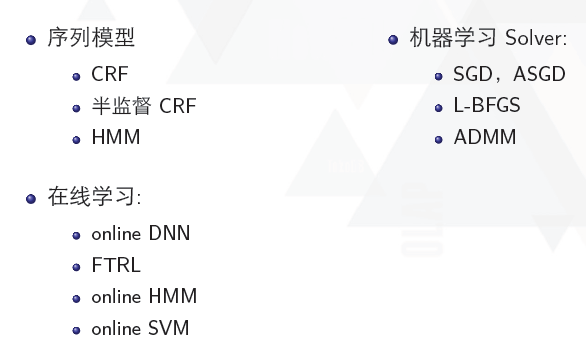 序列模型
CRF
半监督 CRF
HMM
在线学习:
online DNN
FTRL
online HMM
online SVM
机器学习 Solver:
SGD，ASGD
L-BFGS
ADMM
OLAP